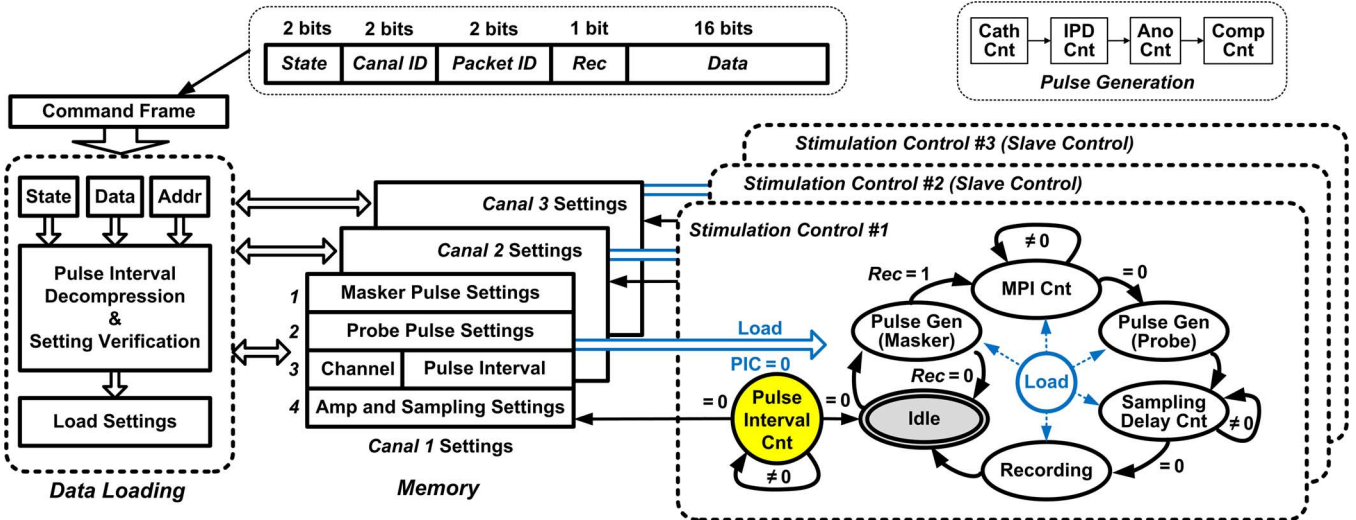 2 bits 2 bits 2 bits 1 bit 16 bits
State Canal ID Packet ID Rec Data
Cath Cnt
IPD Cnt
Ano Cnt
Comp Cnt
Pulse Generation
Command Frame
State Data Addr
Pulse Interval
Decompression
&
Setting Verification
Load Settings
Data Loading
Canal 3 Settings
Canal 2 Settings
1 Masker Pulse Settings
2 Probe Pulse Settings
3 Channel Pulse Interval
4 Amp and Sampling Settings
Canal 1 Settings
Memory
Stimulation Control #3 (Slave Control)
Stimulation Control #2 (Slave Control)
Stimulation Control #1
Load
PIC = 0
= 0
Pulse
Interval
Cnt
= 0
≠ 0
Idle
Rec = 0
Pulse Gen
(Masker)
Rec = 1
≠ 0
MPI Cnt
= 0
Pulse Gen
(Probe)
Load
Sampling
Delay Cnt
≠ 0
= 0
Recording